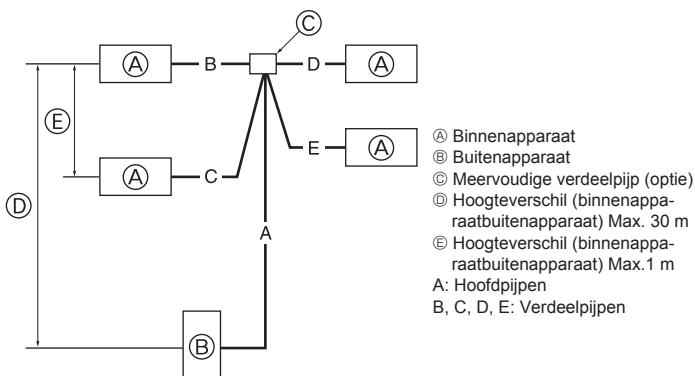 Ⓒ
Ⓐ B D Ⓐ
Ⓔ
Ⓐ C E Ⓐ
Ⓓ
A
Ⓑ
Ⓐ Binnenapparaat
Ⓑ Buitenapparaat
Ⓒ Meervoudige verdeelpijp (optie)
Ⓓ Hoogteverschil (binnenappa-
raatbuitenapparaat) Max. 30 m
Ⓔ Hoogteverschil (binnenappa-
raatbuitenapparaat) Max.1 m
A: Hoofdpijpen
B, C, D, E: Verdeelpijpen